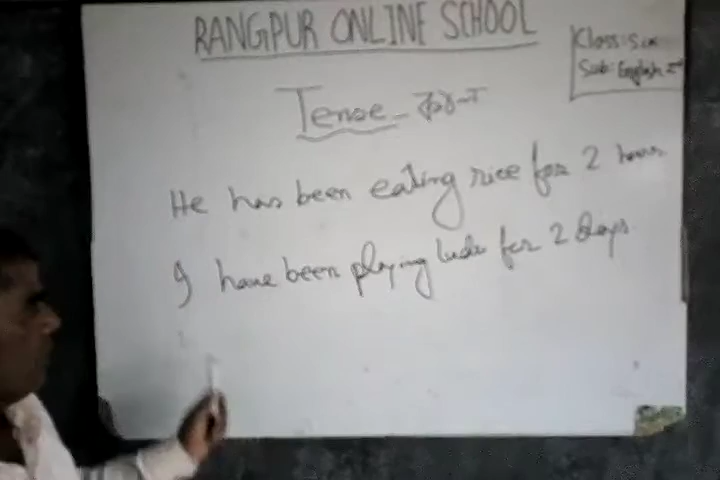 RANGPUR ONLINE SCHOOL
Class: Six
Sub: English 2nd
Tense - কাল
He has been eating rice for 2 hours
I have been playing ludo for 2 days